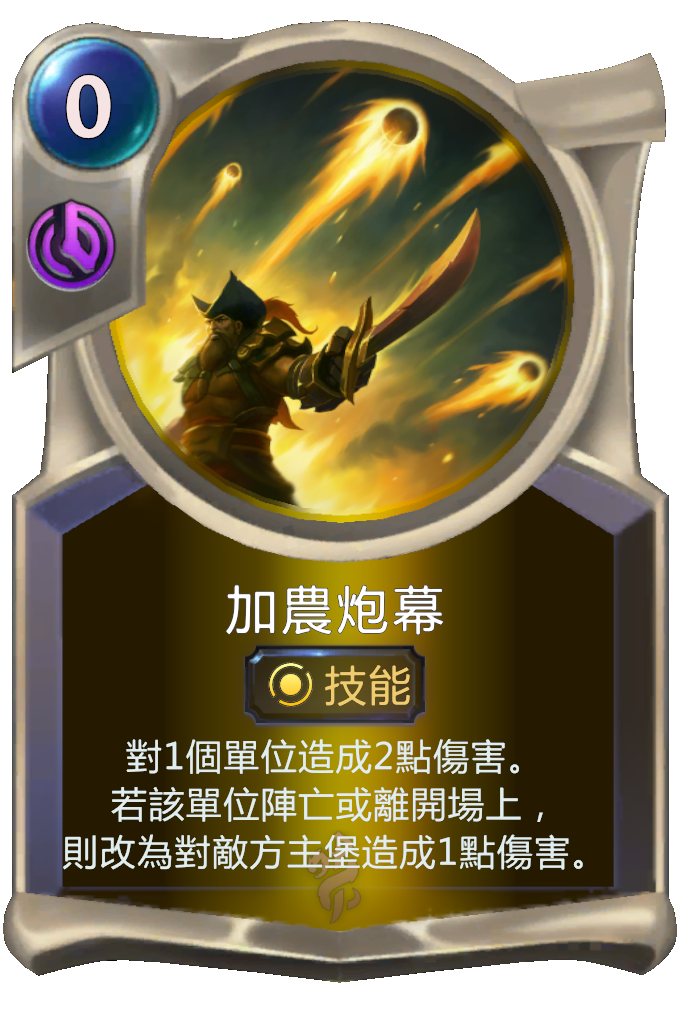 0
加農炮幕
技能
對1個單位造成2點傷害。
若該單位陣亡或離開場上，
則改為對敵方主堡造成1點傷害。